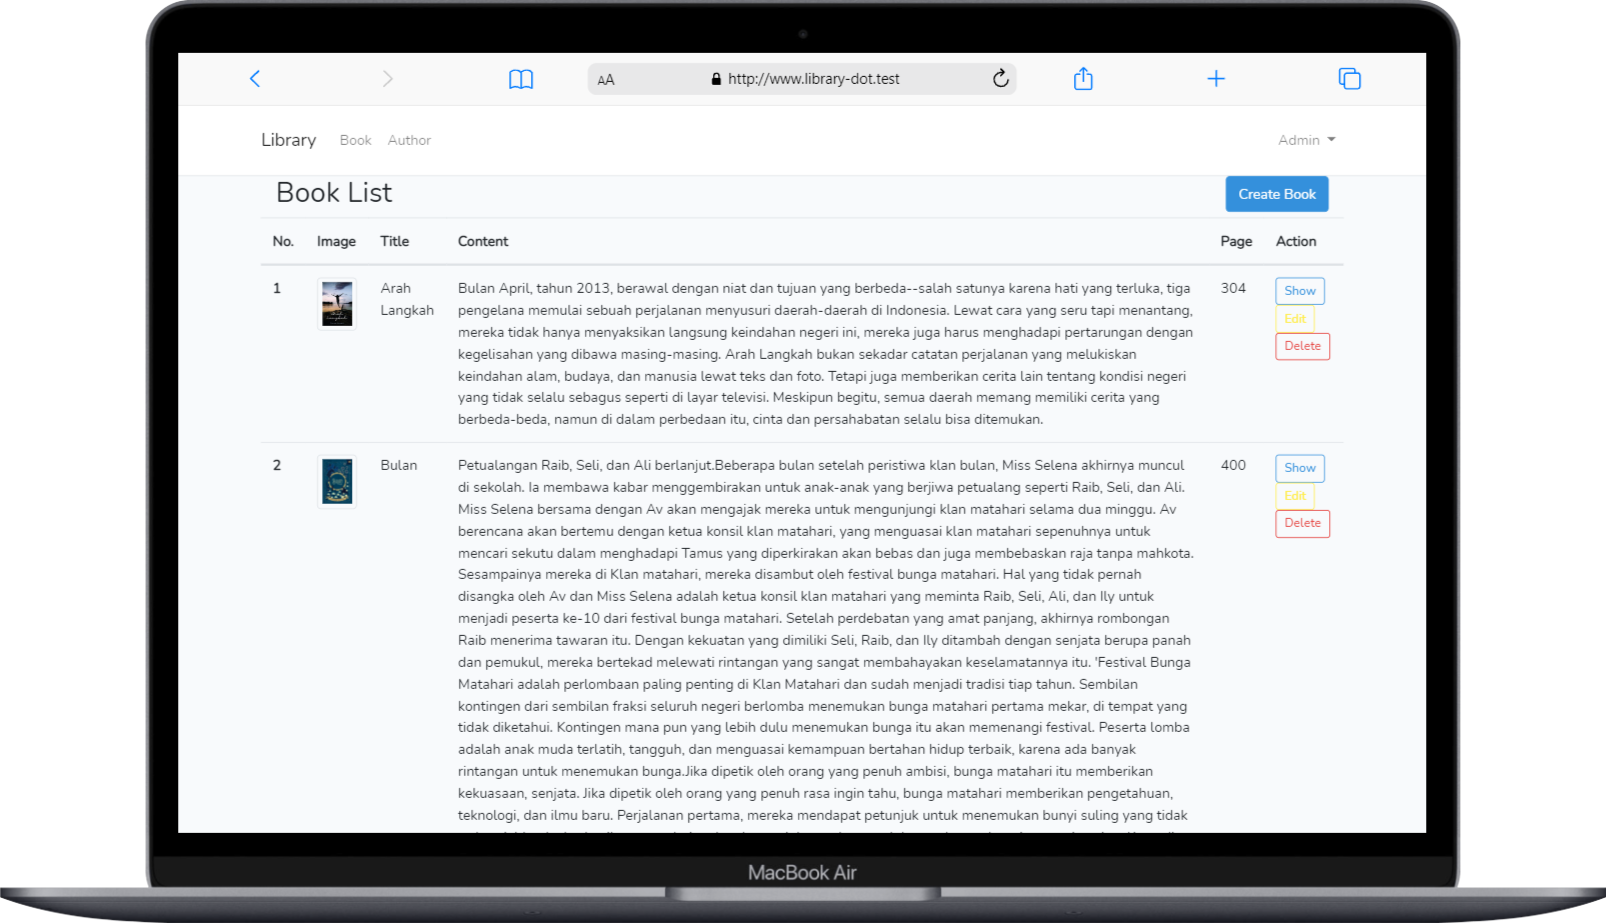 AA
http://www.library-dot.test
Library Book Author Admin
Book List Create Book
No. Image Title Content Page Action
1 Arah Langkah 304 Show Edit Delete
Bulan April, tahun 2013, berawal dengan niat dan tujuan yang berbeda--salah satunya karena hati yang terluka, tiga
pengelana memulai sebuah perjalanan menyusuri daerah-daerah di Indonesia. Lewat cara yang seru tapi menantang,
mereka tidak hanya menyaksikan langsung keindahan negeri ini, mereka juga harus menghadapi pertarungan dengan
kegelisahan yang dibawa masing-masing. Arah Langkah bukan sekadar catatan perjalanan yang melukiskan
keindahan alam, budaya, dan manusia lewat teks dan foto. Tetapi juga memberikan cerita lain tentang kondisi negeri
yang tidak selalu sebagus seperti di layar televisi. Meskipun begitu, semua daerah memang memiliki cerita yang
berbeda-beda, namun di dalam perbedaan itu, cinta dan persahabatan selalu bisa ditemukan.
2 Bulan 400 Show Edit Delete
Petualangan Raib, Seli, dan Ali berlanjut.Beberapa bulan setelah peristiwa klan bulan, Miss Selena akhirnya muncul
di sekolah. Ia membawa kabar menggembirakan untuk anak-anak yang berjiwa petualang seperti Raib, Seli, dan Ali.
Miss Selena bersama dengan Av akan mengajak mereka untuk mengunjungi klan matahari selama dua minggu. Av
berencana akan bertemu dengan ketua konsil klan matahari, yang menguasai klan matahari sepenuhnya untuk
mencari sekutu dalam menghadapi Tamus yang diperkirakan akan bebas dan juga membebaskan raja tanpa mahkota.
Sesampainya mereka di Klan matahari, mereka disambut oleh festival bunga matahari. Hal yang tidak pernah
disangka oleh Av dan Miss Selena adalah ketua konsil klan matahari yang meminta Raib, Seli, Ali, dan Ily untuk
menjadi peserta ke-10 dari festival bunga matahari. Setelah perdebatan yang amat panjang, akhirnya rombongan
Raib menerima tawaran itu. Dengan kekuatan yang dimiliki Seli, Raib, dan Ily ditambah dengan senjata berupa panah
dan pemukul, mereka bertekad melewati rintangan yang sangat membahayakan keselamatannya itu. 'Festival Bunga
Matahari adalah perlombaan paling penting di Klan Matahari dan sudah menjadi tradisi tiap tahun. Sembilan
kontingen dari sembilan fraksi seluruh negeri berlomba menemukan bunga matahari pertama mekar, di tempat yang
tidak diketahui. Kontingen mana pun yang lebih dulu menemukan bunga itu akan memenangi festival. Peserta lomba
adalah anak muda terlatih, tangguh, dan menguasai kemampuan bertahan hidup terbaik, karena ada banyak
rintangan untuk menemukan bunga.Jika dipetik oleh orang yang penuh ambisi, bunga matahari itu memberikan
kekuasaan, senjata. Jika dipetik oleh orang yang penuh rasa ingin tahu, bunga matahari memberikan pengetahuan,
teknologi, dan ilmu baru. Perjalanan pertama, mereka mendapat petunjuk untuk menemukan bunyi suling yang tidak
MacBook Air